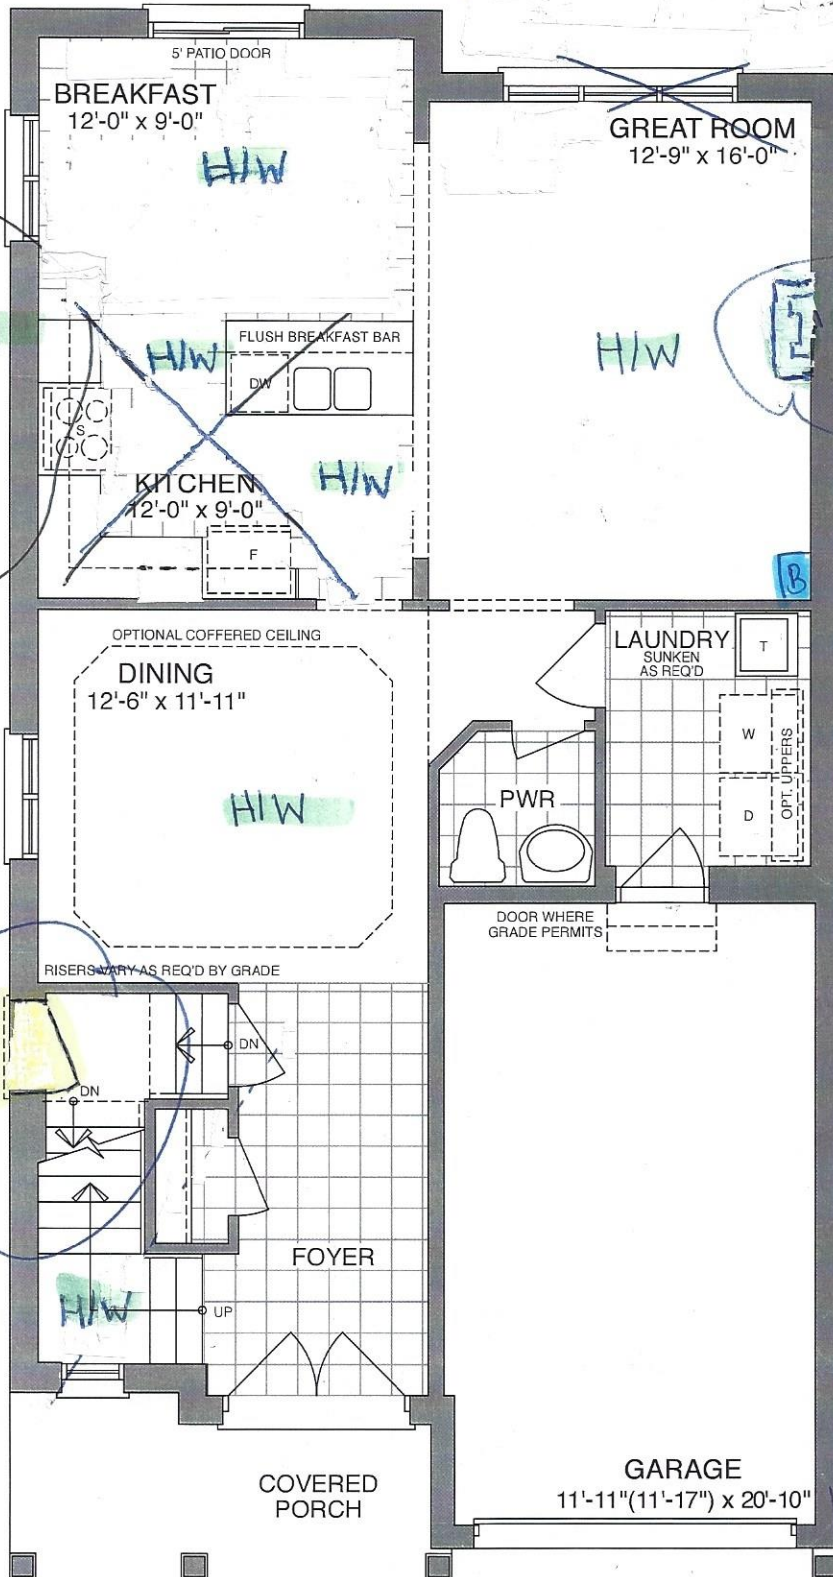 5' PATIO DOOR
BREAKFAST
12'-0" x 9'-0"
H/W
GREAT ROOM
12'-9" x 16'-0"
H/W
FLUSH BREAKFAST BAR
H/W
DW
S
KITCHEN
12'-0" x 9'-0"
H/W
F
B
OPTIONAL COFFERED CEILING
DINING
12'-6" x 11'-11"
H/W
LAUNDRY
SUNKEN
AS REQ'D
T
W
D
OPT. UPPERS
PWR
DOOR WHERE
GRADE PERMITS
RISERS VARY AS REQ'D BY GRADE
DN
DN
FOYER
H/W
UP
COVERED
PORCH
GARAGE
11'-11"(11'-17") x 20'-10"